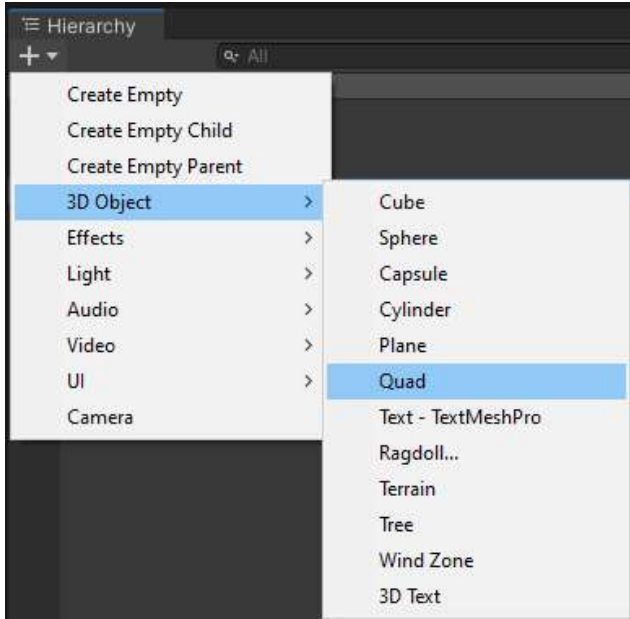 Hierarchy
All
Create Empty
Create Empty Child
Create Empty Parent
3D Object
Effects
Light
Audio
Video
UI
Camera
Cube
Sphere
Capsule
Cylinder
Plane
Quad
Text - TextMeshPro
Ragdoll...
Terrain
Tree
Wind Zone
3D Text